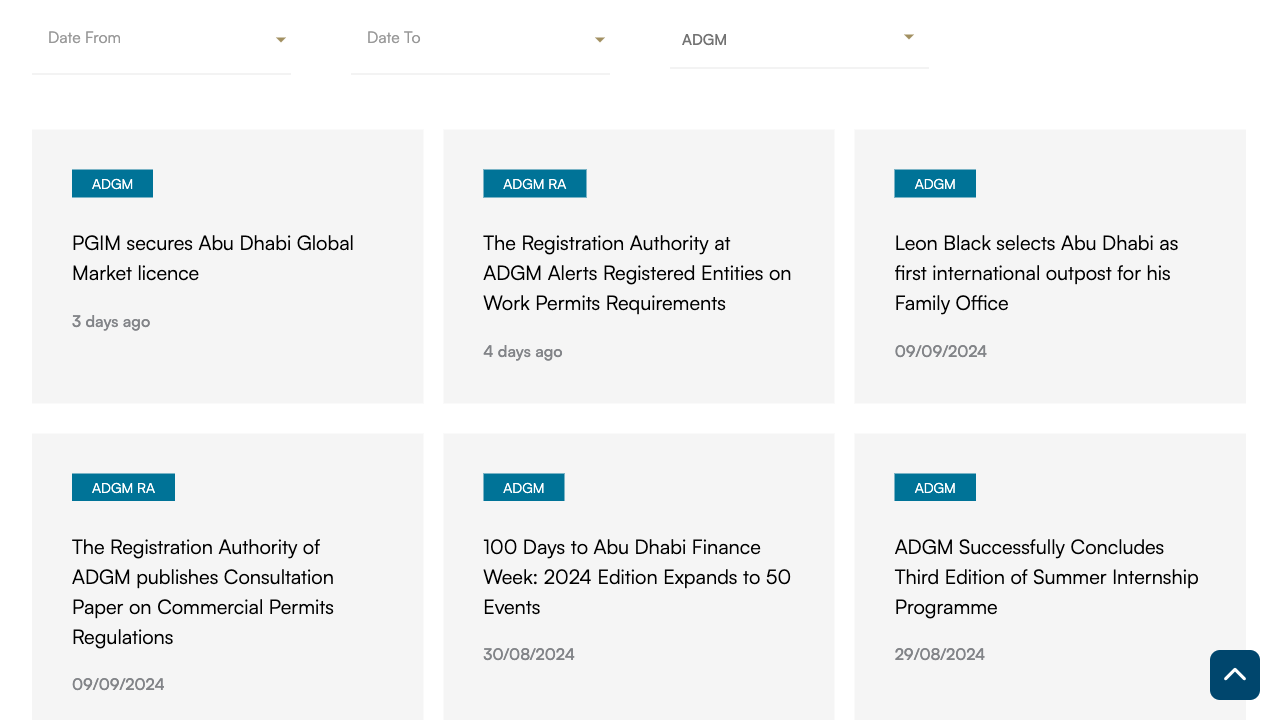 Date From
Date To
ADGM
ADGM
PGIM secures Abu Dhabi Global
Market licence
3 days ago
ADGM RA
The Registration Authority at
ADGM Alerts Registered Entities on
Work Permits Requirements
4 days ago
ADGM
Leon Black selects Abu Dhabi as
first international outpost for his
Family Office
09/09/2024
ADGM RA
The Registration Authority of
ADGM publishes Consultation
Paper on Commercial Permits
Regulations
09/09/2024
ADGM
100 Days to Abu Dhabi Finance
Week: 2024 Edition Expands to 50
Events
30/08/2024
ADGM
ADGM Successfully Concludes
Third Edition of Summer Internship
Programme
29/08/2024